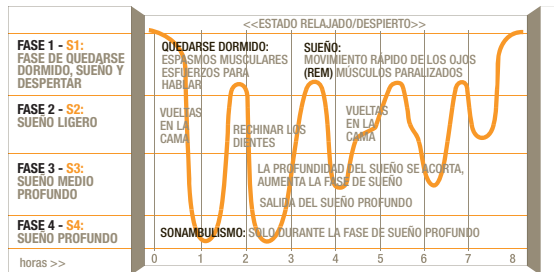 <<ESTADO RELAJADO/DESPIERTO>>
FASE 1 - S1:
FASE DE QUEDARSE
DORMIDO, SUEÑO Y
DESPERTAR
QUEDARSE DORMIDO:
ESPASMOS MUSCULARES
ESFUERZOS PARA
HABLAR
SUEÑO:
MOVIMIENTO RÁPIDO DE LOS OJOS
(REM) MÚSCULOS PARALIZADOS
FASE 2 - S2:
SUEÑO LIGERO
VUELTAS
EN LA
CAMA
RECHINAR LOS
DIENTES
VUELTAS
EN LA
CAMA
FASE 3 - S3:
SUEÑO MEDIO
PROFUNDO
LA PROFUNDIDAD DEL SUEÑO SE ACORTA,
AUMENTA LA FASE DE SUEÑO
SALIDA DEL SUEÑO PROFUNDO
FASE 4 - S4:
SUEÑO PROFUNDO
SONAMBULISMO: SOLO DURANTE LA FASE DE SUEÑO PROFUNDO
horas >>
0 1 2 3 4 5 6 7 8